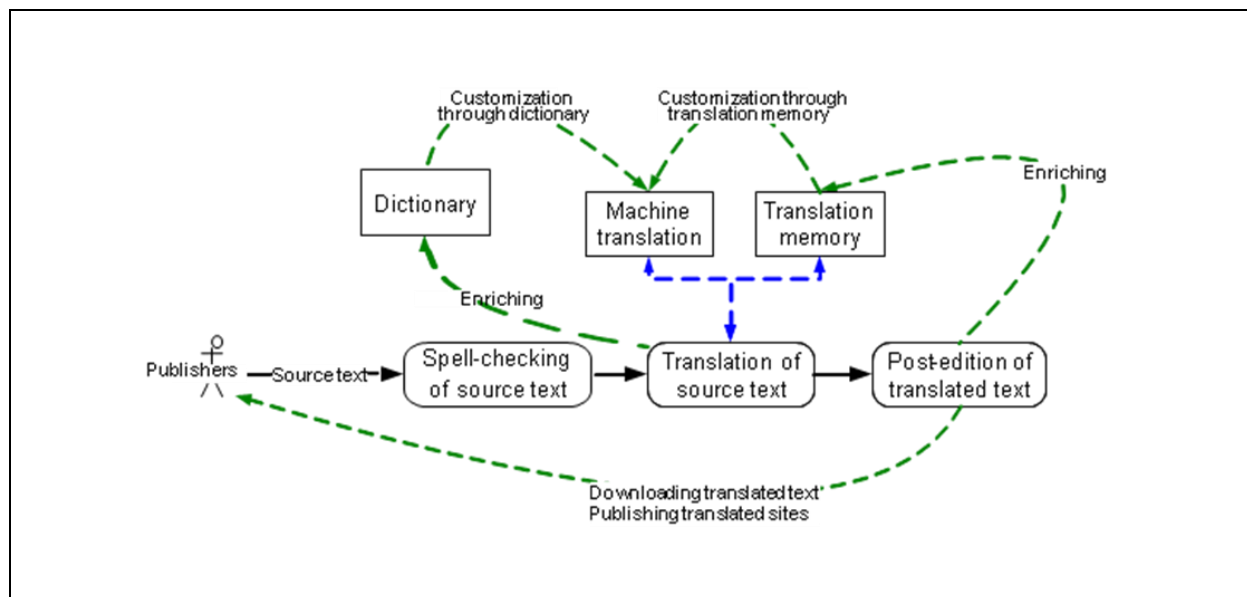 Customization
through dictionary
Customization through
translation memory
Enriching
Dictionary
Machine
translation
Translation
memory
Enriching
Publishers
Source text
Spell-checking
of source text
Translation of
source text
Post-edition of
translated text
Downloading translated text
Publishing translated sites